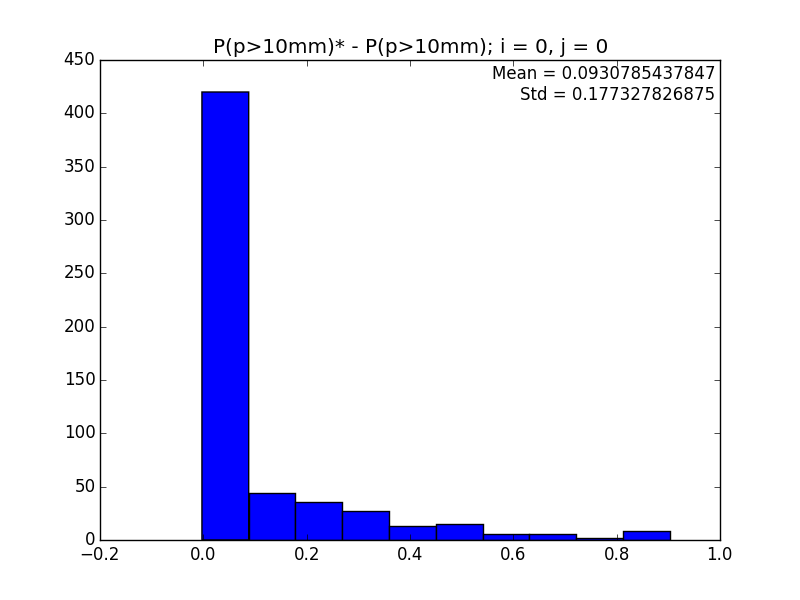 P(p>10mm)* - P(p>10mm); i = 0, j = 0
Mean = 0.0930785437847
Std = 0.177327826875
450
400
350
300
250
200
150
100
50
0
−0.2 0.0 0.2 0.4 0.6 0.8 1.0